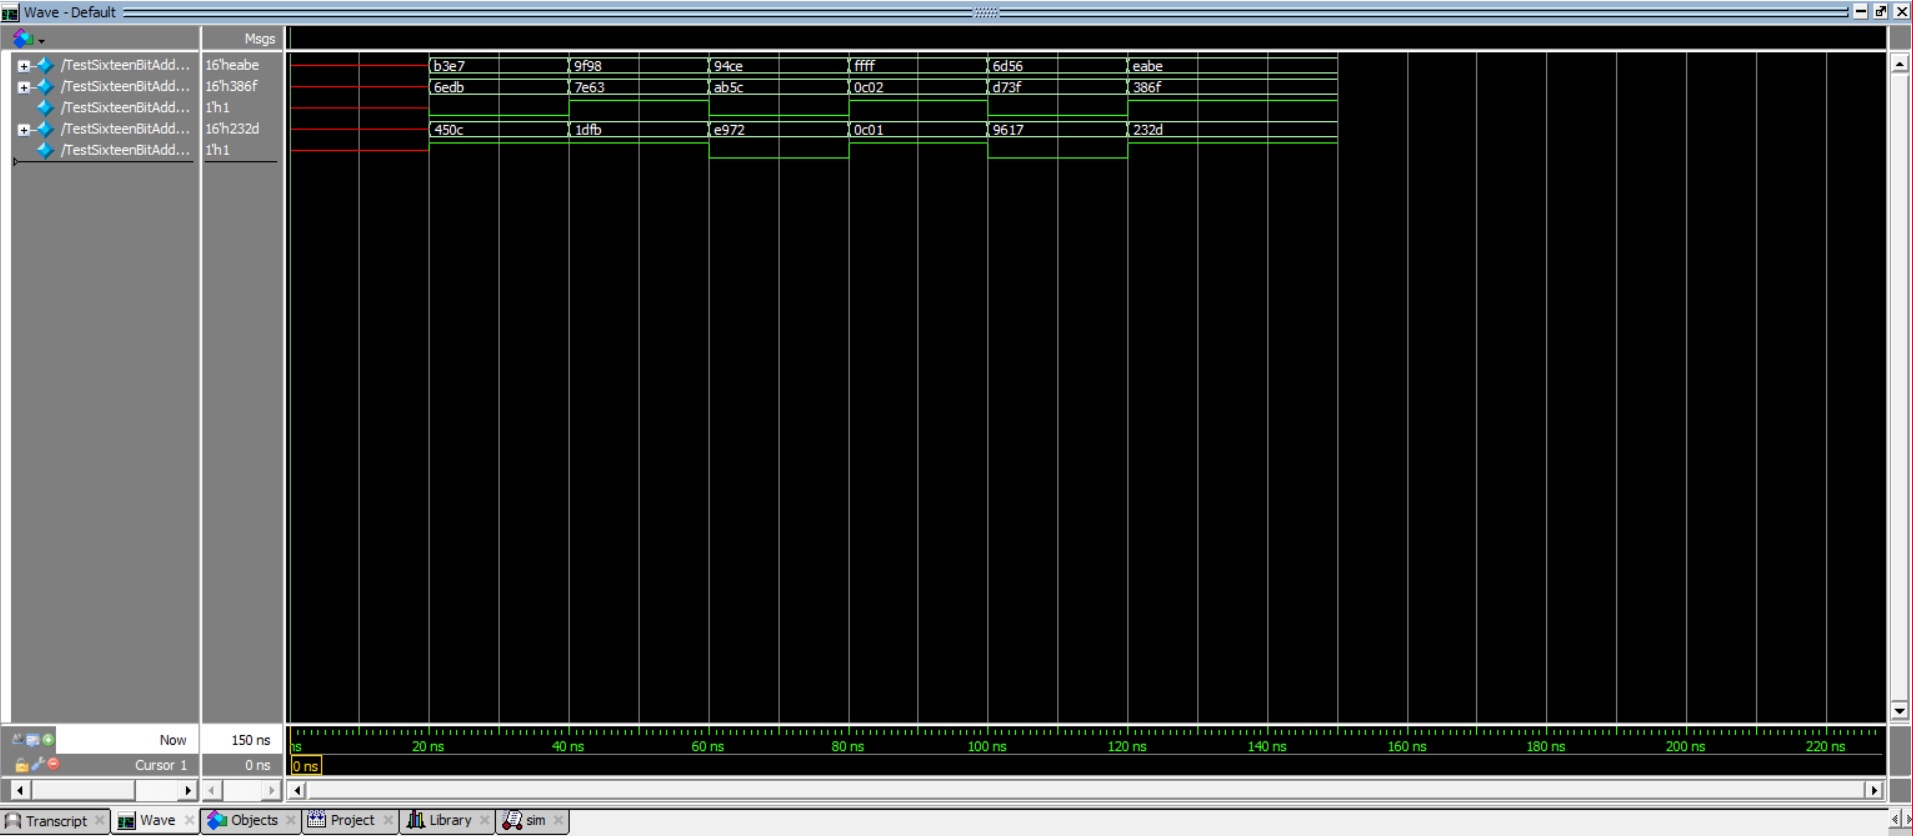 Wave - Default
Msgs
/TestSixteenBitAdd... 16'heabe b3e7 9f98 94ce ffff 6d56 eabe
/TestSixteenBitAdd... 16'h386f 6edb 7e63 ab5c 0c02 d73f 386f
/TestSixteenBitAdd... 1'h1
/TestSixteenBitAdd... 16'h232d 450c 1dfb e972 0c01 9617 232d
/TestSixteenBitAdd... 1'h1
Now 150 ns ns 20 ns 40 ns 60 ns 80 ns 100 ns 120 ns 140 ns 160 ns 180 ns 200 ns 220 ns
Cursor 1 0 ns 0 ns
Transcript Wave Objects Project Library sim